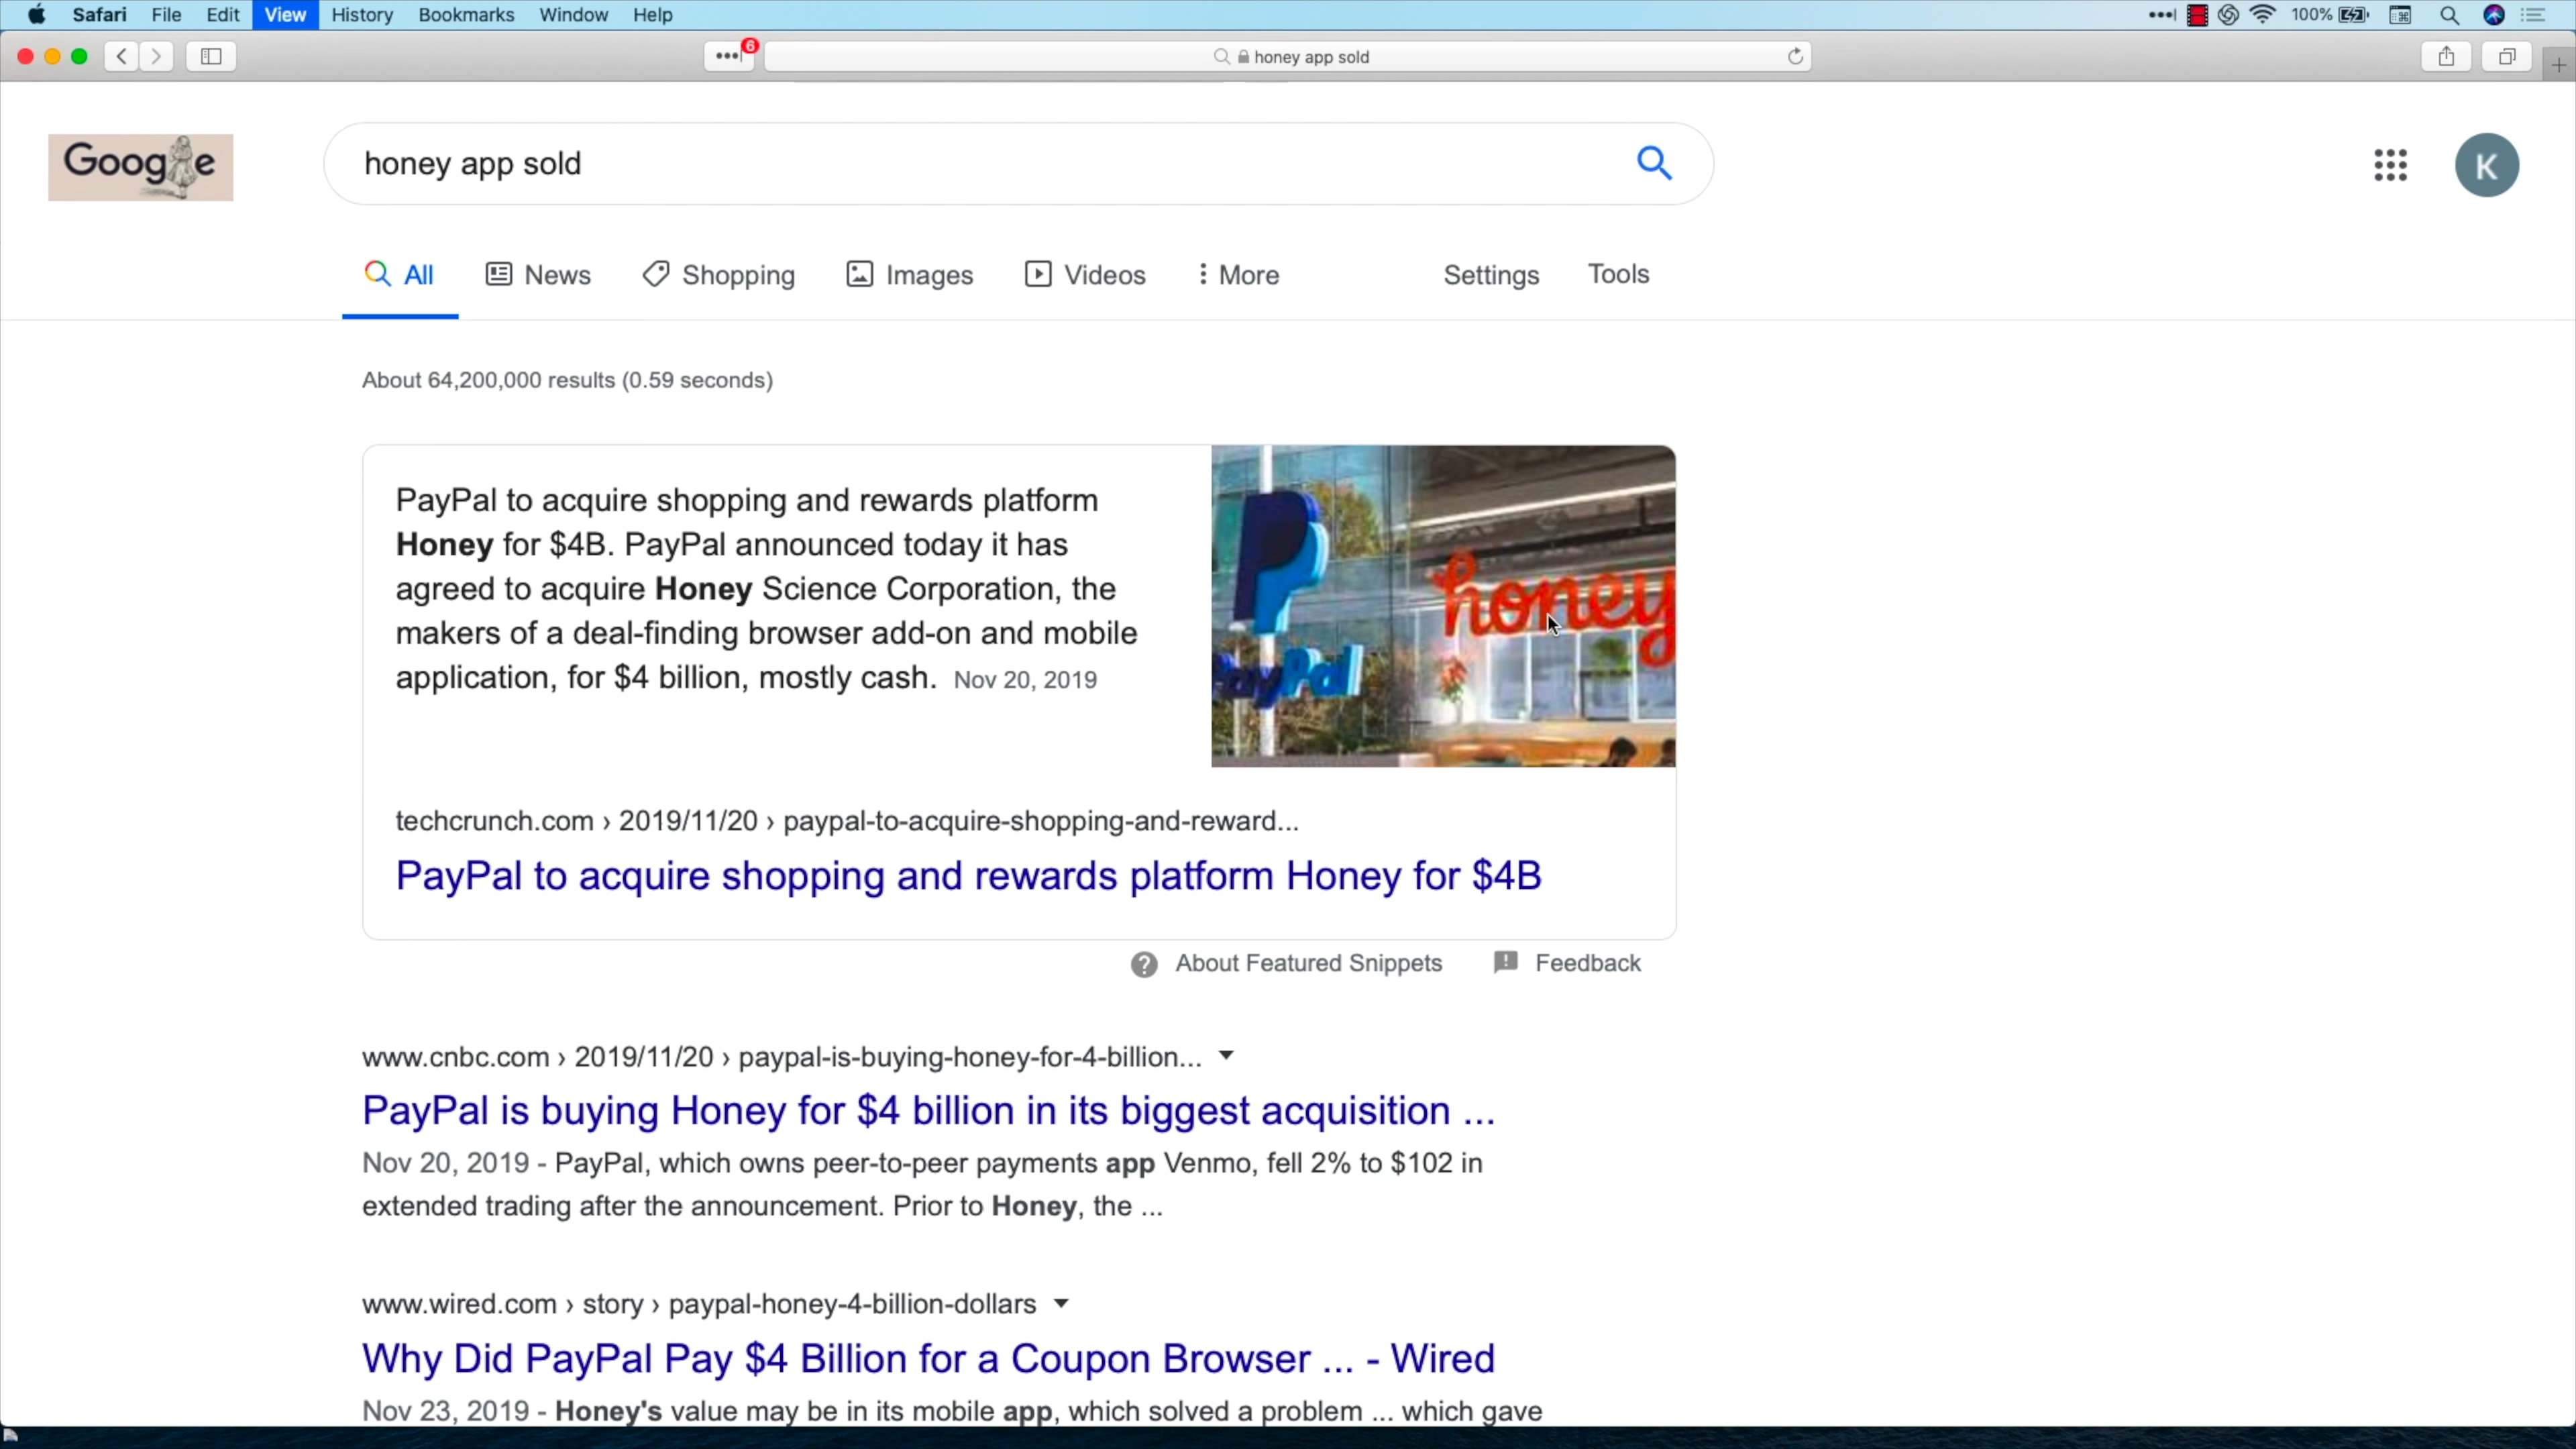 Safari File Edit View History Bookmarks Window Help 100%
6 honey app sold
Google honey app sold K
All News Shopping Images Videos More Settings Tools
About 64,200,000 results (0.59 seconds)
PayPal to acquire shopping and rewards platform
Honey for $4B. PayPal announced today it has
agreed to acquire Honey Science Corporation, the
makers of a deal-finding browser add-on and mobile
application, for $4 billion, mostly cash. Nov 20, 2019
honey
PayPal
techcrunch.com › 2019/11/20 › paypal-to-acquire-shopping-and-reward...
PayPal to acquire shopping and rewards platform Honey for $4B
About Featured Snippets Feedback
www.cnbc.com › 2019/11/20 › paypal-is-buying-honey-for-4-billion...
PayPal is buying Honey for $4 billion in its biggest acquisition ...
Nov 20, 2019 - PayPal, which owns peer-to-peer payments app Venmo, fell 2% to $102 in
extended trading after the announcement. Prior to Honey, the ...
www.wired.com › story › paypal-honey-4-billion-dollars
Why Did PayPal Pay $4 Billion for a Coupon Browser ... - Wired
Nov 23, 2019 - Honey's value may be in its mobile app, which solved a problem ... which gave